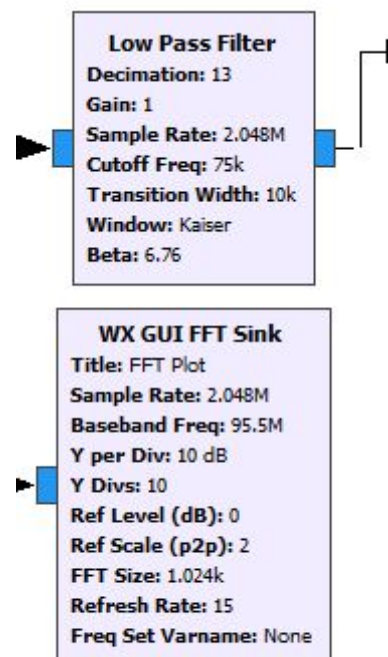 Low Pass Filter
Decimation: 13
Gain: 1
Sample Rate: 2.048M
Cutoff Freq: 75k
Transition Width: 10k
Window: Kaiser
Beta: 6.76
WX GUI FFT Sink
Title: FFT Plot
Sample Rate: 2.048M
Baseband Freq: 95.5M
Y per Div: 10 dB
Y Divs: 10
Ref Level (dB): 0
Ref Scale (p2p): 2
FFT Size: 1.024k
Refresh Rate: 15
Freq Set Varname: None